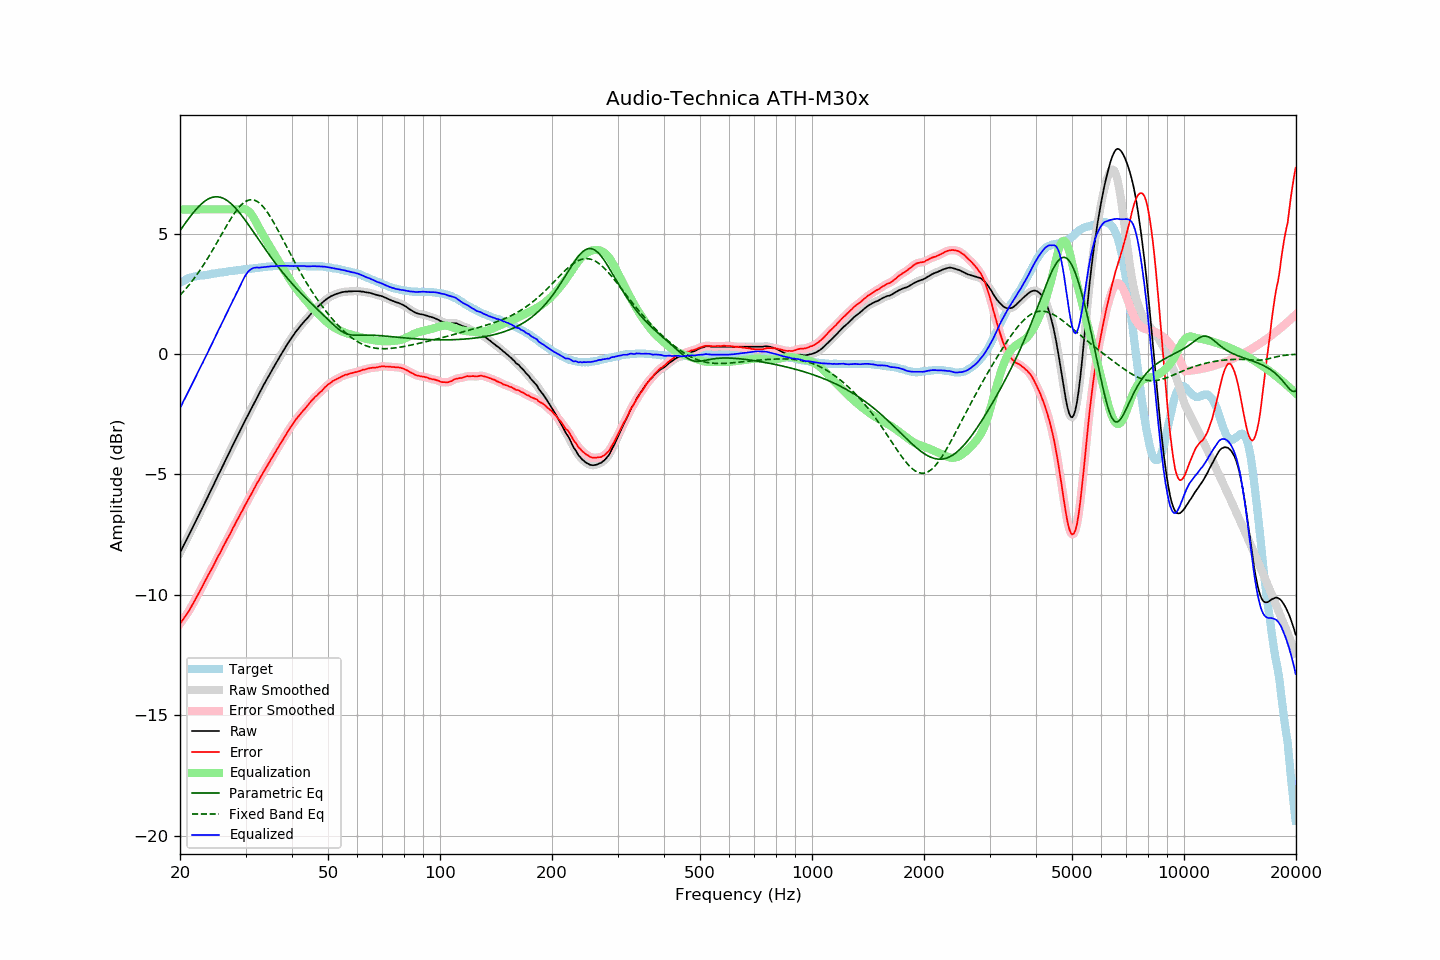 Audio-Technica ATH-M30x
Amplitude (dBr)
5
0
−5
−10
−15
−20
Target
Raw Smoothed
Error Smoothed
Raw
Error
Equalization
Parametric Eq
Fixed Band Eq
Equalized
20 50 100 200 500 1000 2000 5000 10000 20000
Frequency (Hz)